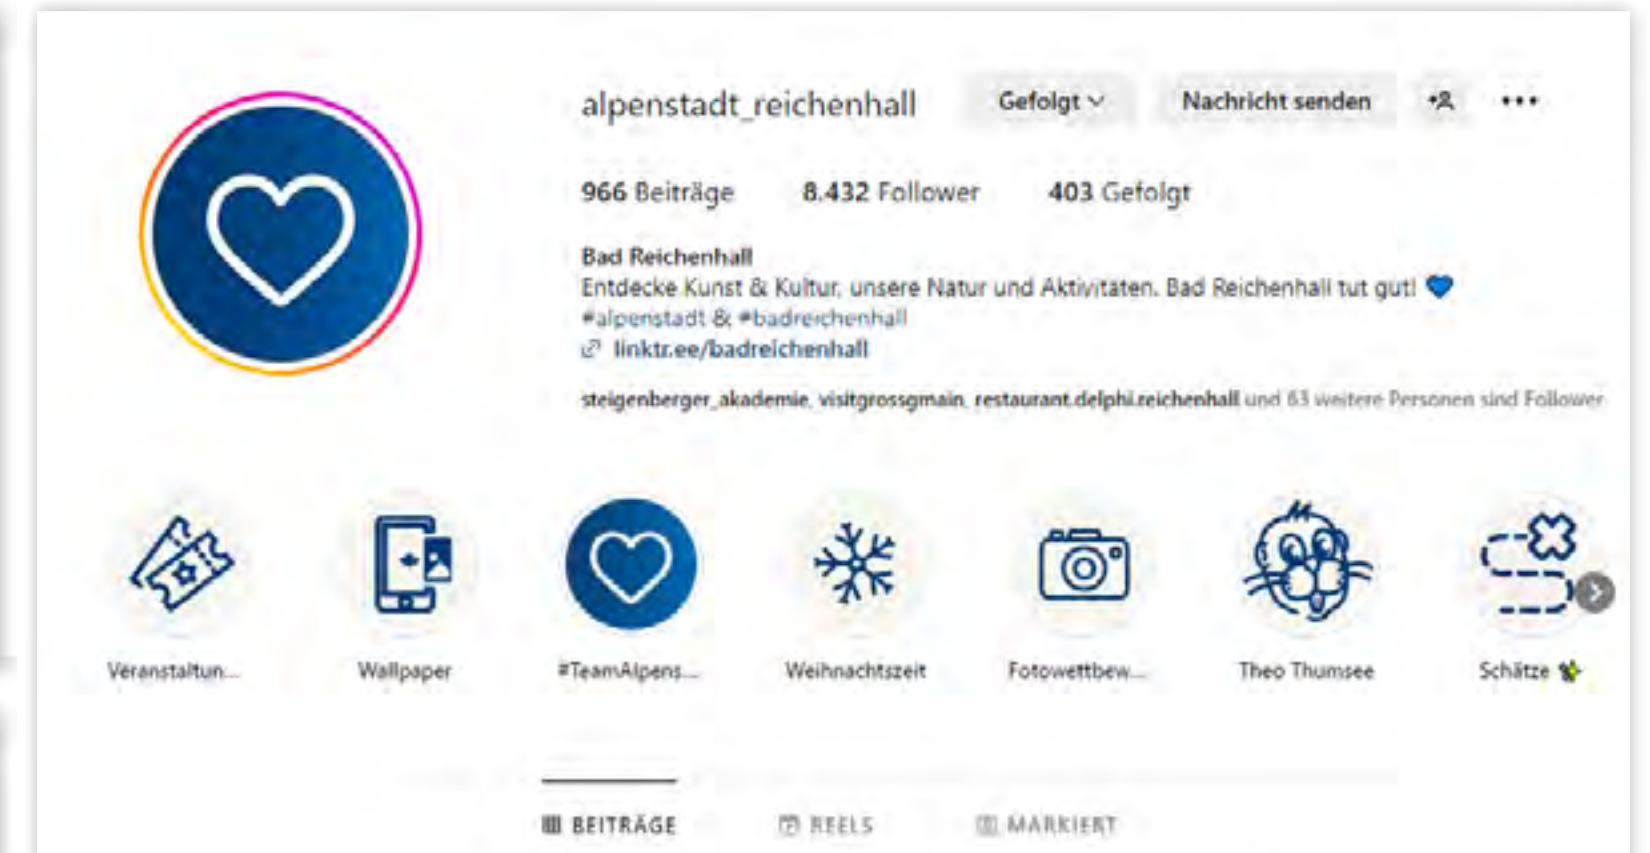 alpenstadt_reichenhall Gefolgt Nachricht senden
966 Beiträge 8.432 Follower 403 Gefolgt
Bad Reichenhall
Entdecke Kunst & Kultur, unsere Natur und Aktivitäten. Bad Reichenhall tut gut! 💙
#alpenstadt & #badreichenhall
linktr.ee/badreichenhall
steigenberger_akademie, visitgrossgmain, restaurant.delphi.reichenhall und 63 weitere Personen sind Follower
Veranstaltun... Wallpaper #TeamAlpens... Weihnachtszeit Fotowettbew... Theo Thumsee Schätze
BEITRÄGE REELS MARKIERT